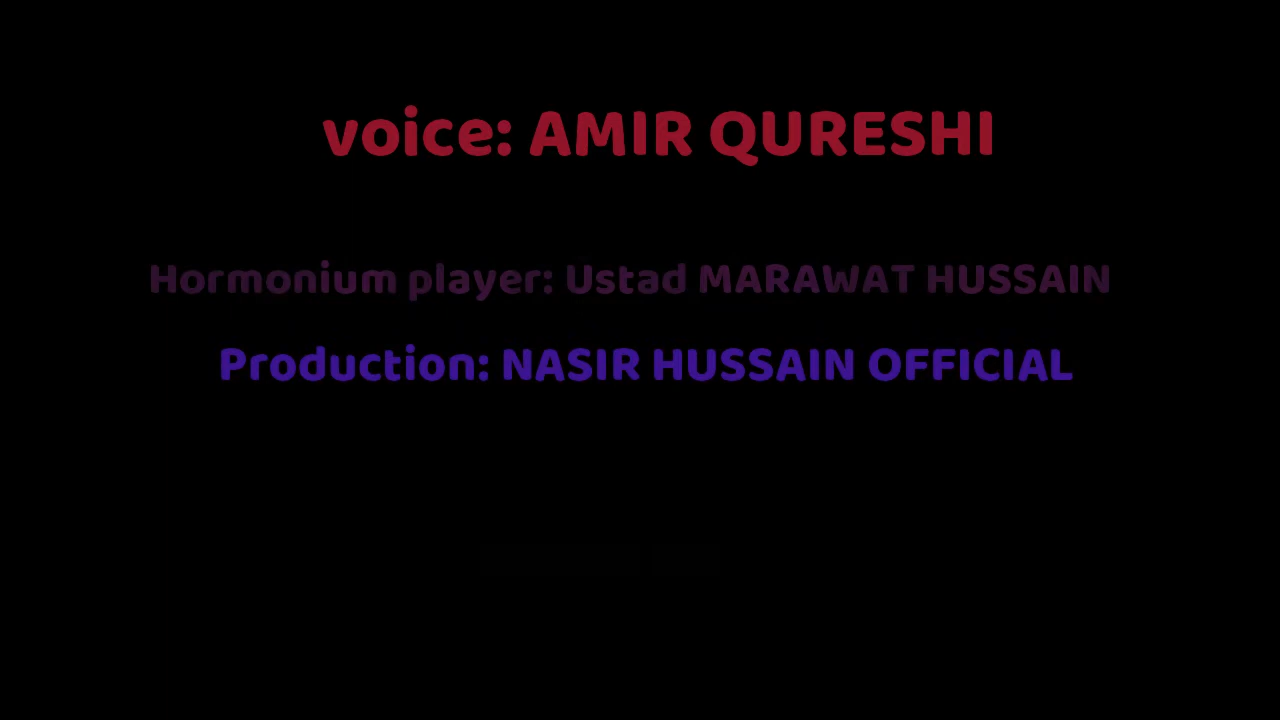 voice: AMIR QURESHI
Hormonium player: Ustad MARAWAT HUSSAIN
Production: NASIR HUSSAIN OFFICIAL